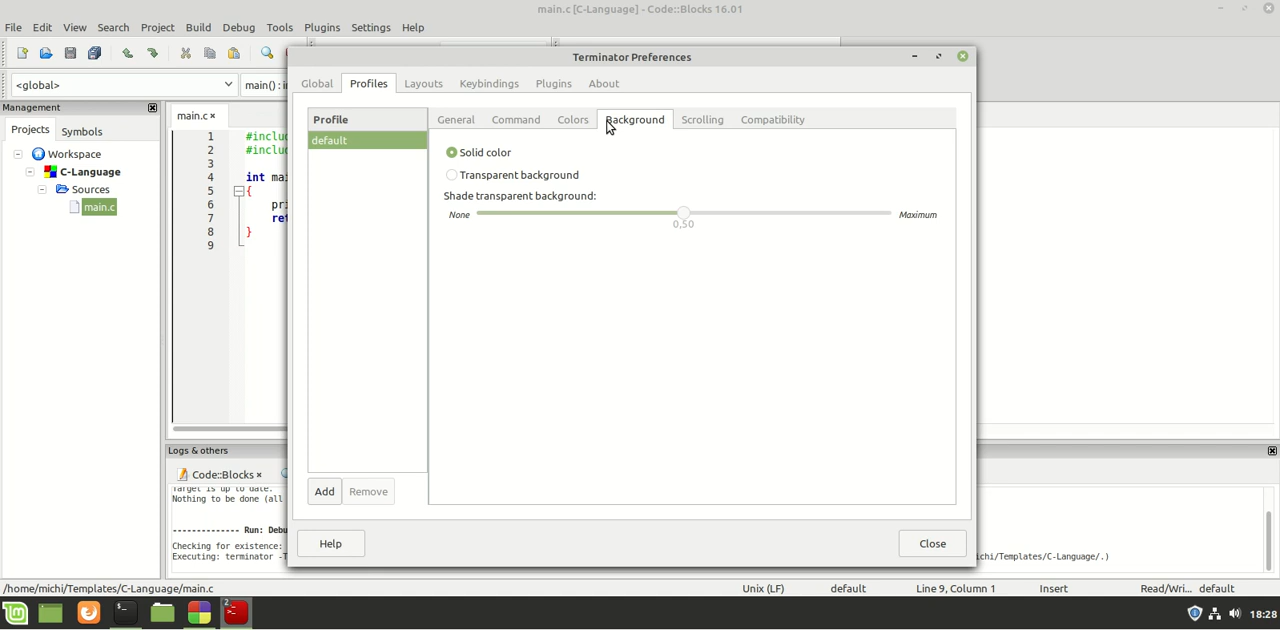 main.c [C-Language] - Code::Blocks 16.01
File Edit View Search Project Build Debug Tools Plugins Settings Help
<global>
main() : i
Management
Projects Symbols
Workspace
C-Language
Sources
main.c
main.c
1 #inclu
2 #inclu
3
4 int mai
5 {
6 pri
7 ret
8 }
9
Terminator Preferences
Global Profiles Layouts Keybindings Plugins About
Profile
default
General Command Colors Background Scrolling Compatibility
Solid color
Transparent background
Shade transparent background:
None Maximum
0,50
Add Remove
Help Close
Logs & others
Code::Blocks
Target is up to date.
Nothing to be done (all
-------------- Run: Debu
Checking for existence:
Executing: terminator -T ichi/Templates/C-Language/.)
/home/michi/Templates/C-Language/main.c Unix (LF) default Line 9, Column 1 Insert Read/Wri... default
2
18:28